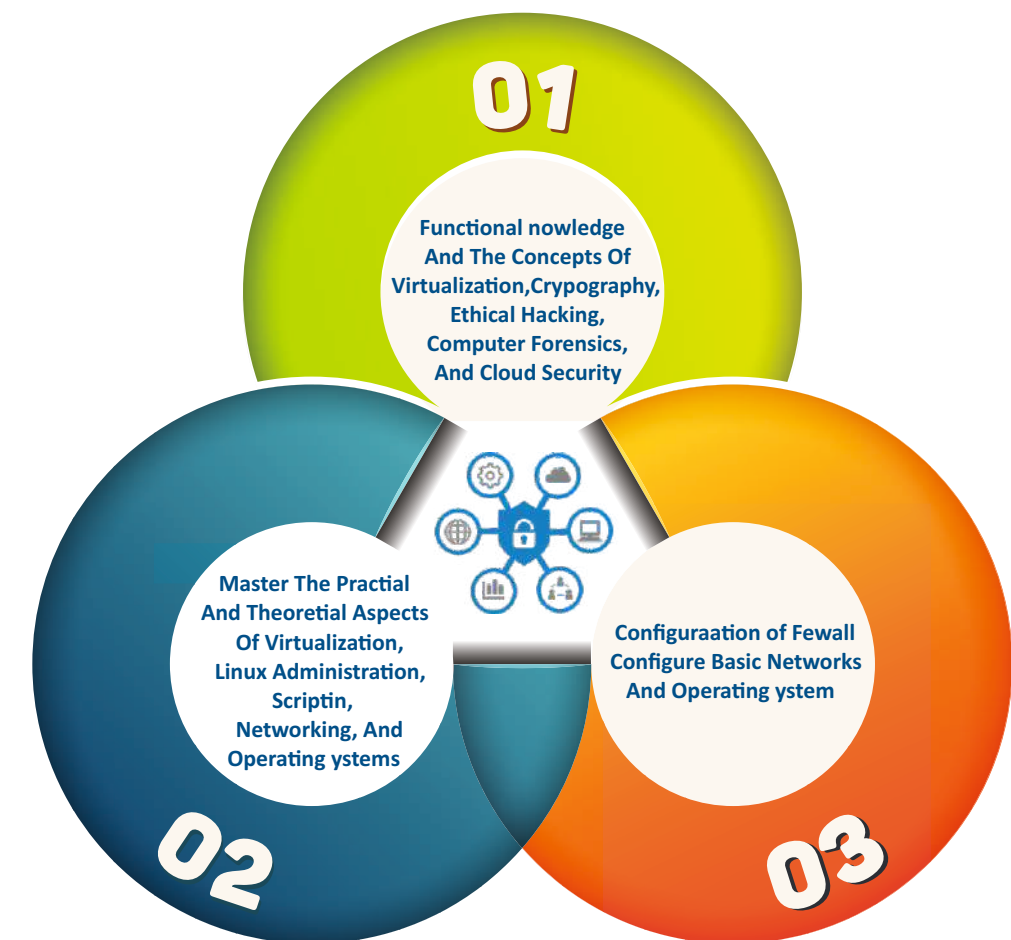 01
Functional nowledge
And The Concepts Of
Virtualization,Crypography,
Ethical Hacking,
Computer Forensics,
And Cloud Security
Master The Practial
And Theoretial Aspects
Of Virtualization,
Linux Administration,
Scriptin,
Networking, And
Operating ystems
02
Configuraation of Fewall
Configure Basic Networks
And Operating ystem
03